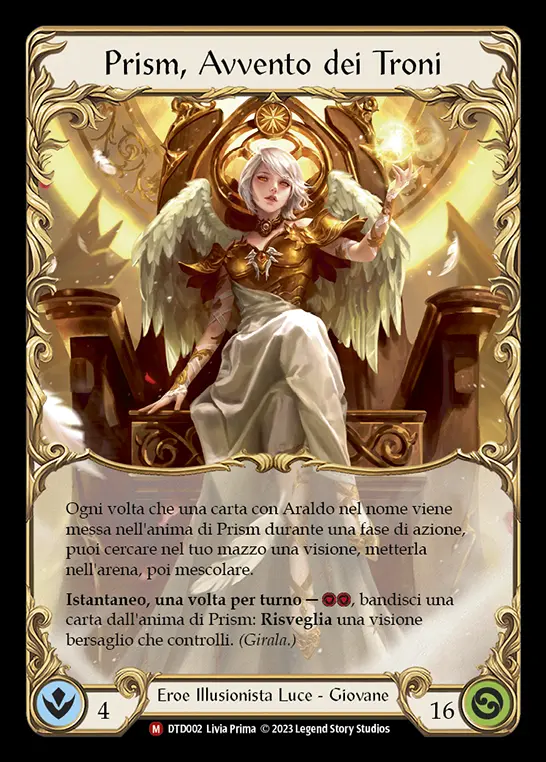 Prism, Avvento dei Troni
Ogni volta che una carta con Araldo nel nome viene
messa nell'anima di Prism durante una fase di azione,
puoi cercare nel tuo mazzo una visione, metterla
nell'arena, poi mescolare.
Istantaneo, una volta per turno — , bandisci una
carta dall'anima di Prism: Risveglia una visione
bersaglio che controlli. (Girala.)
Eroe Illusionista Luce - Giovane
4
16
M DTD002 Livia Prima © 2023 Legend Story Studios